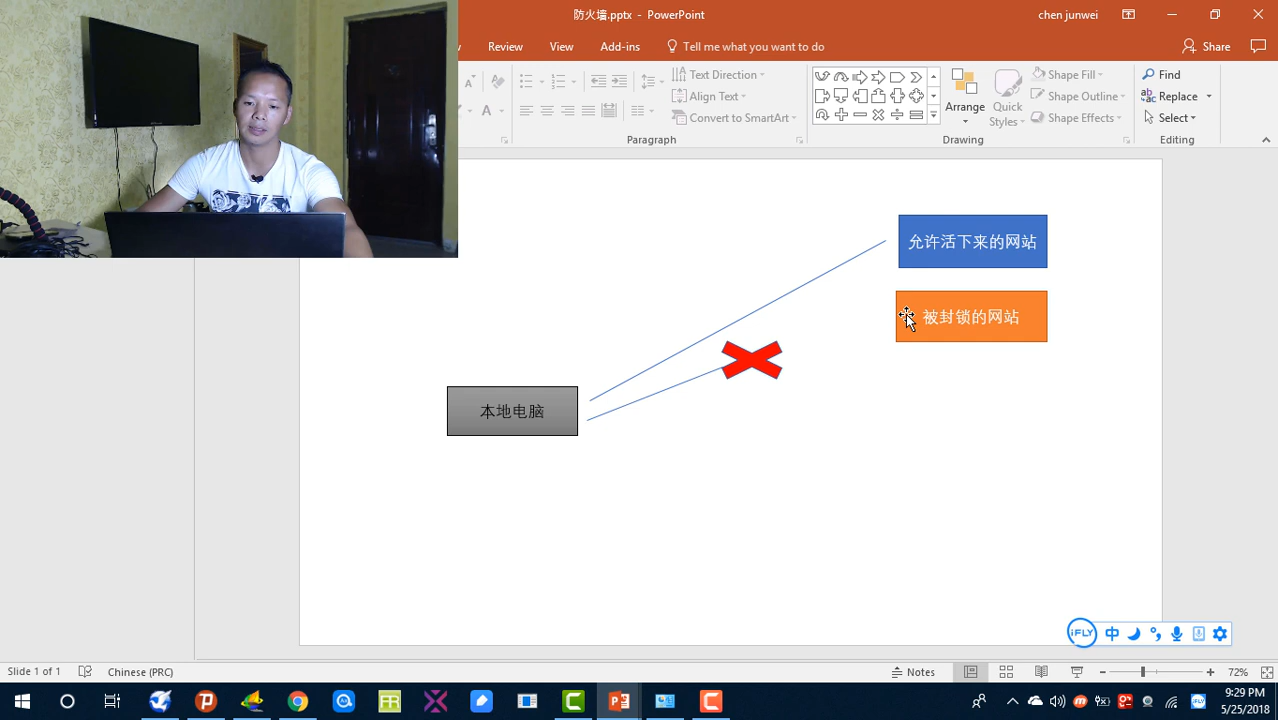 防火墙.pptx - PowerPoint
chen junwei
Review
View
Add-ins
Tell me what you want to do
Share
Text Direction
Align Text
Convert to SmartArt
Paragraph
Arrange
Quick
Styles
Shape Fill
Shape Outline
Shape Effects
Drawing
Find
Replace
Select
Editing
允许活下来的网站
被封锁的网站
本地电脑
iFLY
中
Slide 1 of 1
Chinese (PRC)
Notes
72%
9:29 PM
5/25/2018